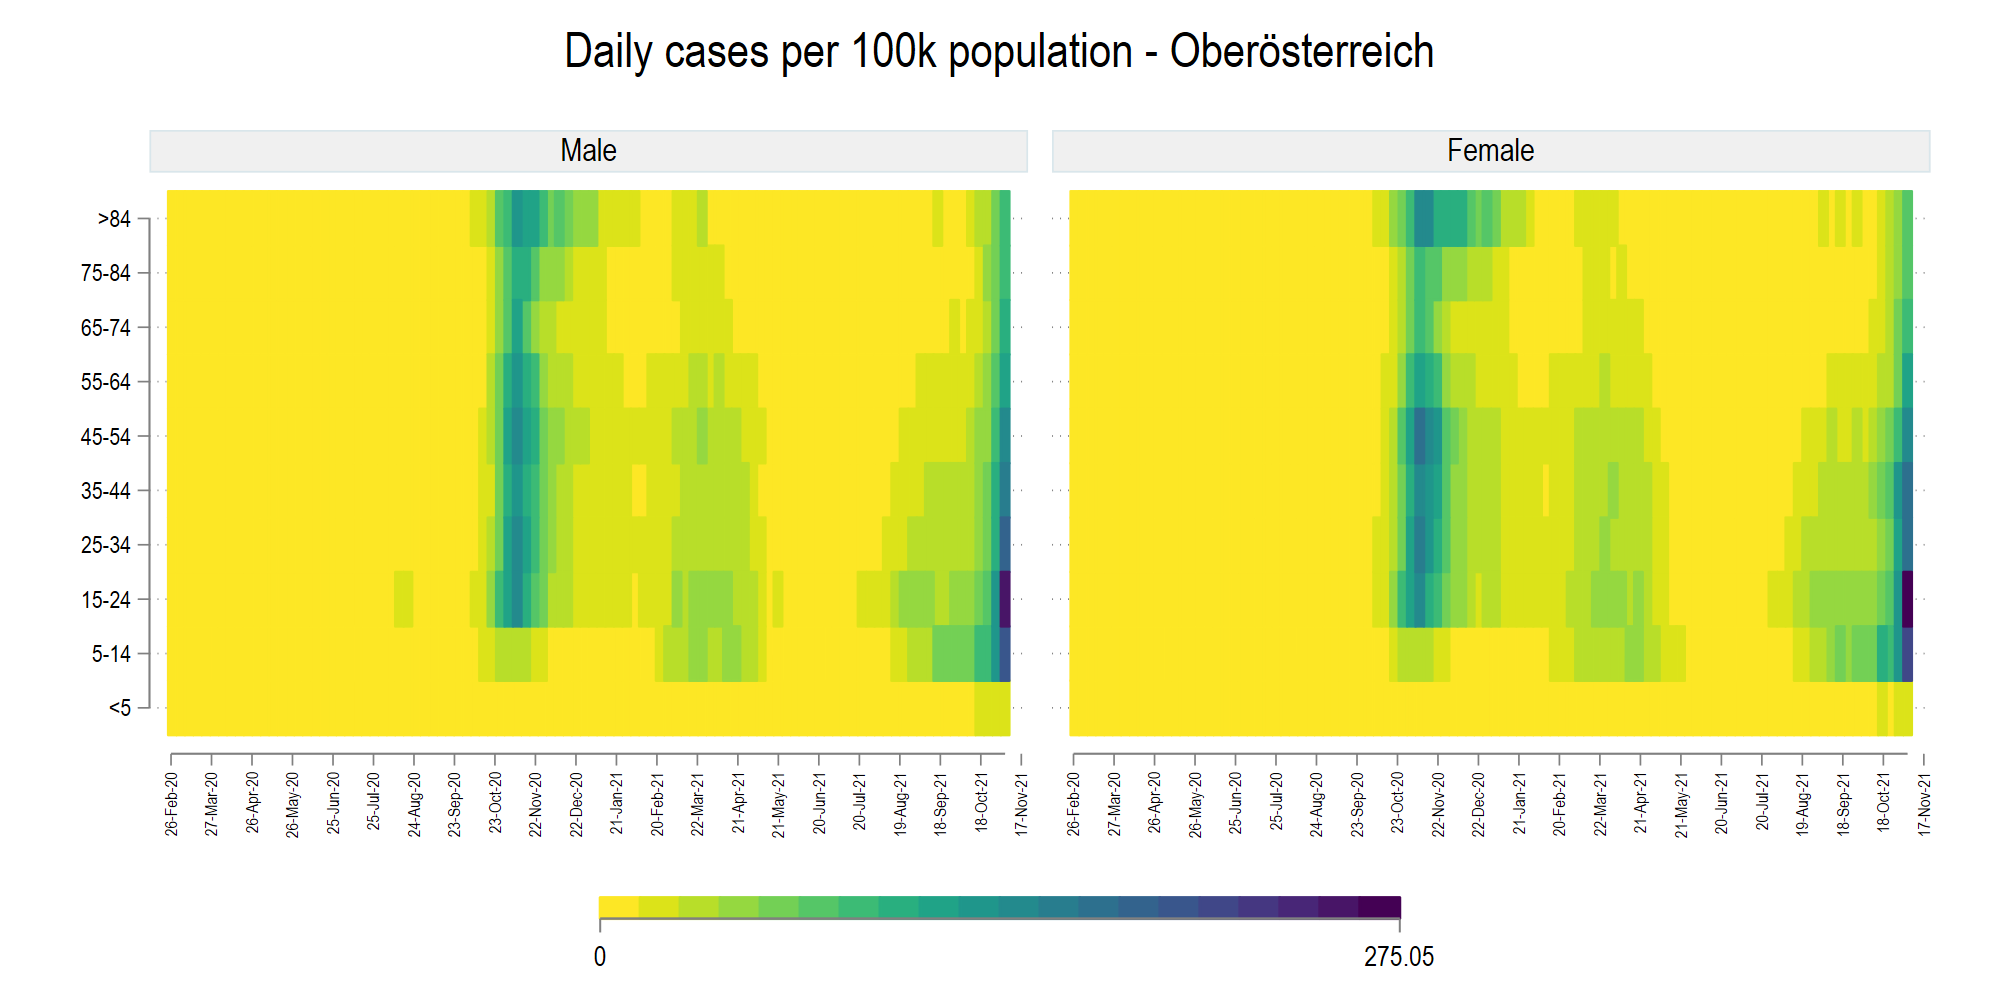 Daily cases per 100k population - Oberösterreich
Male
Female
>84
75-84
65-74
55-64
45-54
35-44
25-34
15-24
5-14
<5
26-Feb-20
27-Mar-20
26-Apr-20
26-May-20
25-Jun-20
25-Jul-20
24-Aug-20
23-Sep-20
23-Oct-20
22-Nov-20
22-Dec-20
21-Jan-21
20-Feb-21
22-Mar-21
21-Apr-21
21-May-21
20-Jun-21
20-Jul-21
19-Aug-21
18-Sep-21
18-Oct-21
17-Nov-21
26-Feb-20
27-Mar-20
26-Apr-20
26-May-20
25-Jun-20
25-Jul-20
24-Aug-20
23-Sep-20
23-Oct-20
22-Nov-20
22-Dec-20
21-Jan-21
20-Feb-21
22-Mar-21
21-Apr-21
21-May-21
20-Jun-21
20-Jul-21
19-Aug-21
18-Sep-21
18-Oct-21
17-Nov-21
0
275.05